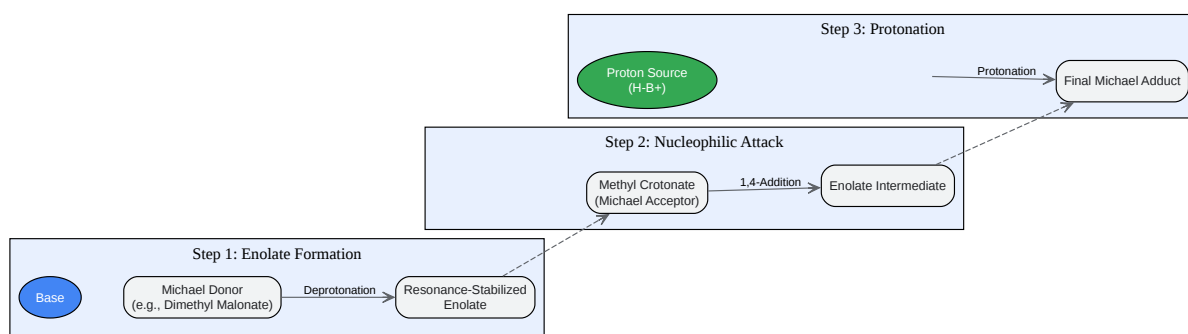 Step 3: Protonation
Proton Source
(H-B+)
Protonation
Final Michael Adduct
Step 2: Nucleophilic Attack
Methyl Crotonate
(Michael Acceptor)
1,4-Addition
Enolate Intermediate
Step 1: Enolate Formation
Base
Michael Donor
(e.g., Dimethyl Malonate)
Deprotonation
Resonance-Stabilized
Enolate